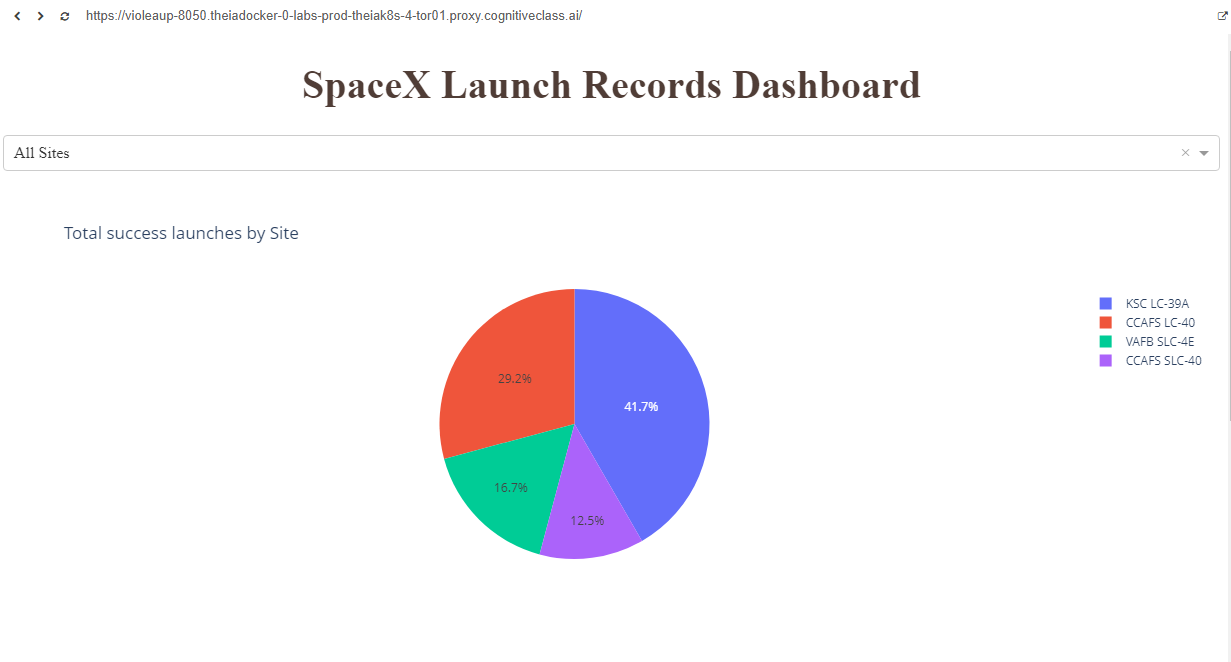 https://violeaup-8050.theiadocker-0-labs-prod-theiak8s-4-tor01.proxy.cognitiveclass.ai/
SpaceX Launch Records Dashboard
All Sites
Total success launches by Site
KSC LC-39A
CCAFS LC-40
VAFB SLC-4E
CCAFS SLC-40
29.2%
41.7%
16.7%
12.5%